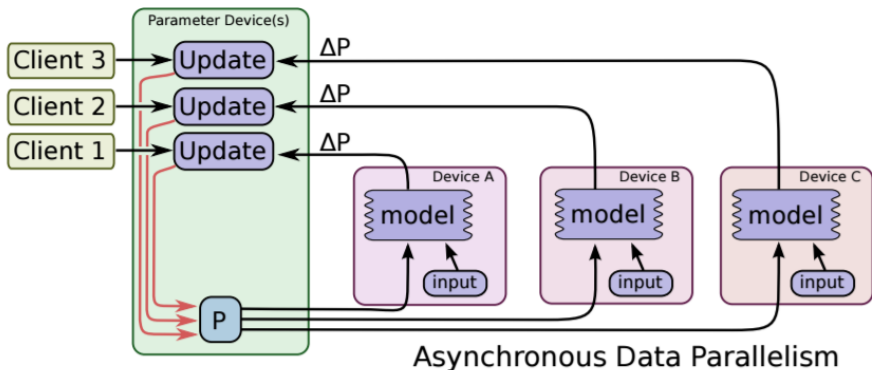 Parameter Device(s)
Client 3
Update
ΔP
Client 2
Update
ΔP
Client 1
Update
ΔP
Device A
model
input
Device B
model
input
Device C
model
input
P
Asynchronous Data Parallelism